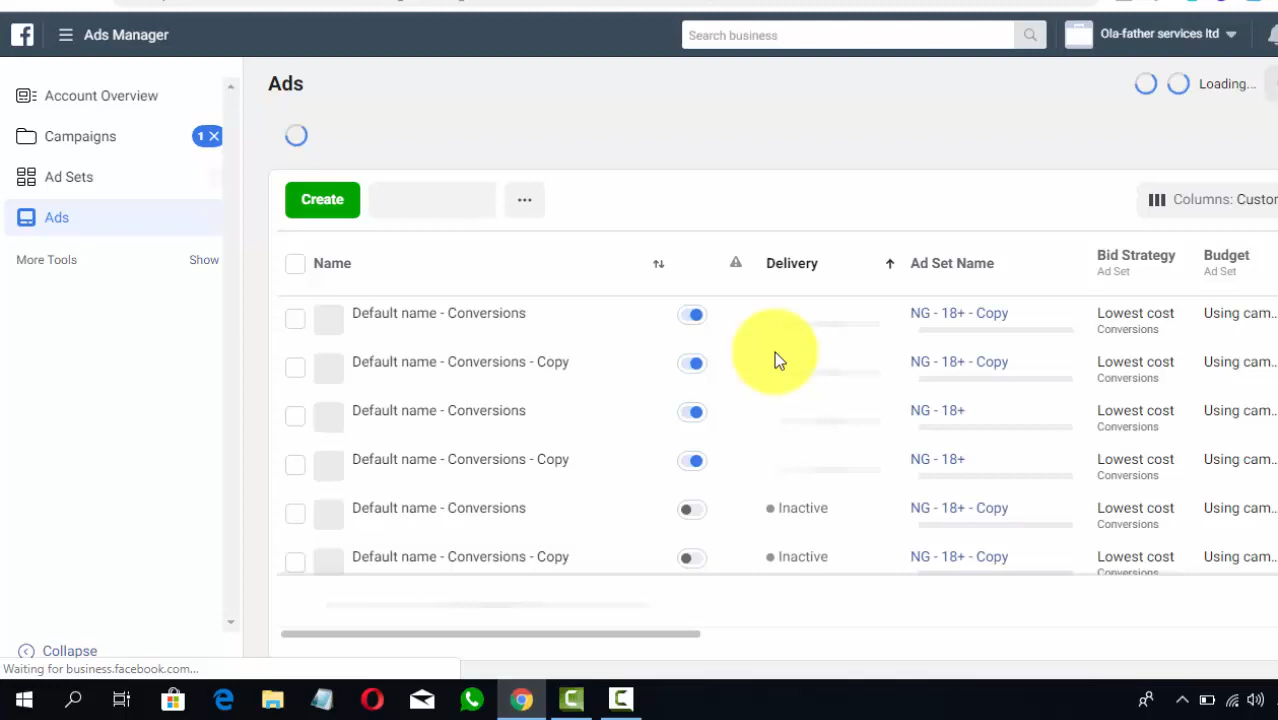 Ads Manager
Search business
Ola-father services ltd
Account Overview
Campaigns
1 X
Ad Sets
Ads
More Tools
Show
Collapse
Waiting for business.facebook.com...
Ads
Loading...
Create
...
Columns: Custor
Name
Delivery
Ad Set Name
Bid Strategy
Ad Set
Budget
Ad Set
Default name - Conversions
NG - 18+ - Copy
Lowest cost
Conversions
Using cam...
Default name - Conversions - Copy
NG - 18+ - Copy
Lowest cost
Conversions
Using cam...
Default name - Conversions
NG - 18+
Lowest cost
Conversions
Using cam...
Default name - Conversions - Copy
NG - 18+
Lowest cost
Conversions
Using cam...
Default name - Conversions
Inactive
NG - 18+ - Copy
Lowest cost
Conversions
Using cam...
Default name - Conversions - Copy
Inactive
NG - 18+ - Copy
Lowest cost
Conversions
Using cam...